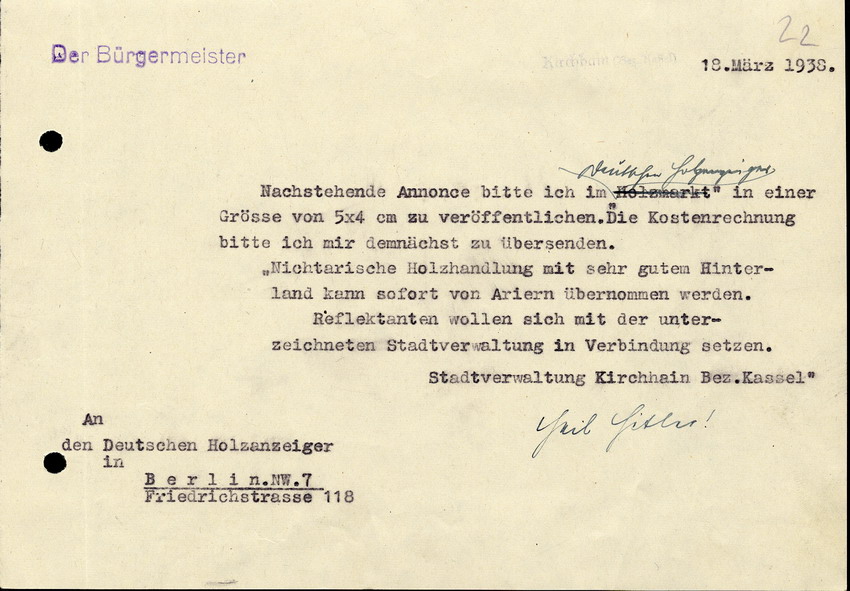 22
Der Bürgermeister
Kirchhain
18.März 1938.
Deutschen Holzanzeiger
Nachstehende Annonce bitte ich im "Holzmarkt" in einer
Grösse von 5x4 cm zu veröffentlichen.Die Kostenrechnung
bitte ich mir demnächst zu übersenden.
„Nichtarische Holzhandlung mit sehr gutem Hinter-
land kann sofort von Ariern übernommen werden.
Reflektanten wollen sich mit der unter-
zeichneten Stadtverwaltung in Verbindung setzen.
Stadtverwaltung Kirchhain Bez.Kassel"
Heil Hitler!
An
den Deutschen Holzanzeiger
in
B e r l i n.NW.7
Friedrichstrasse 118